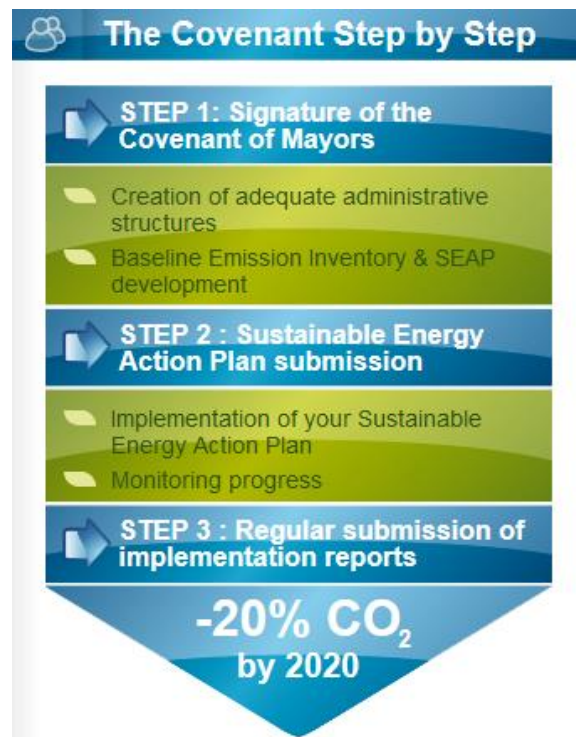 The Covenant Step by Step
STEP 1: Signature of the
Covenant of Mayors
Creation of adequate administrative
structures
Baseline Emission Inventory & SEAP
development
STEP 2 : Sustainable Energy
Action Plan submission
Implementation of your Sustainable
Energy Action Plan
Monitoring progress
STEP 3 : Regular submission of
implementation reports
-20% CO₂
by 2020